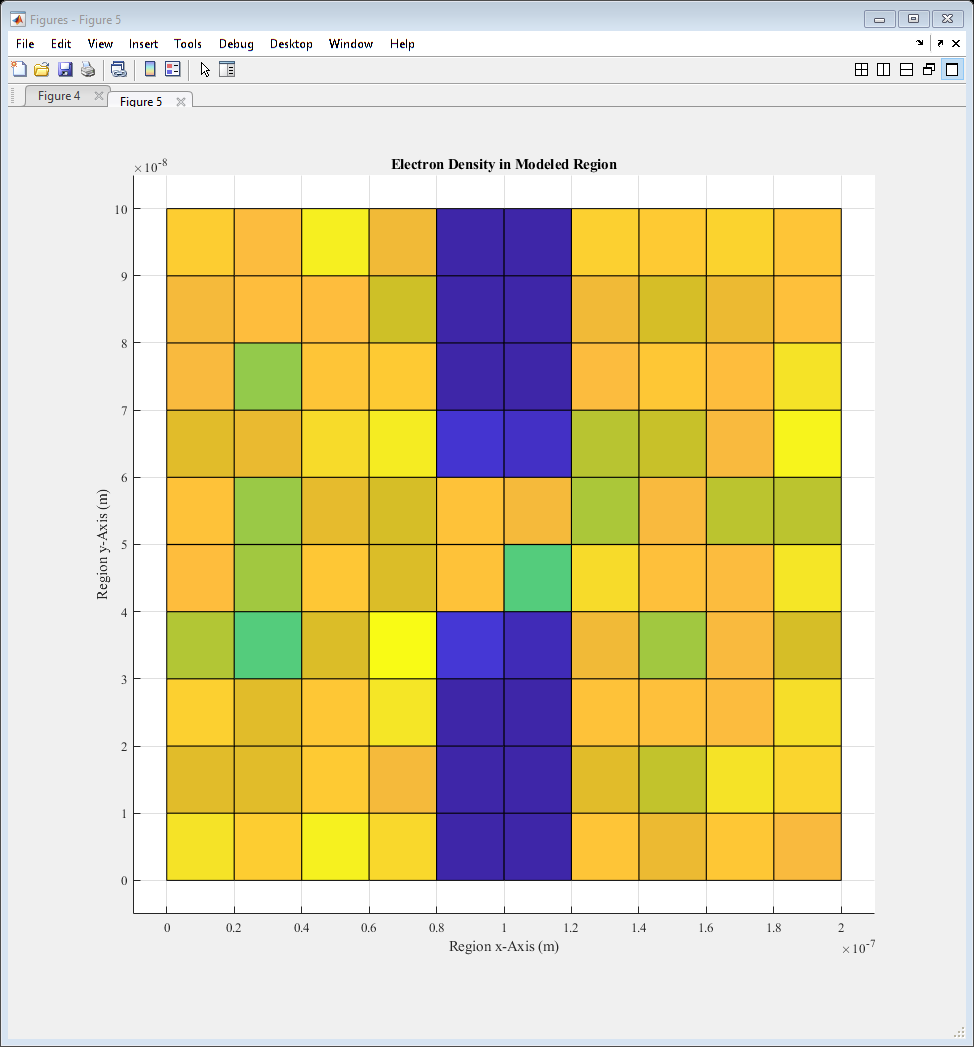 Figures - Figure 5
File Edit View Insert Tools Debug Desktop Window Help
Figure 4 Figure 5
Electron Density in Modeled Region
×10⁻⁸
10
9
8
7
6
5
4
3
2
1
0
Region y-Axis (m)
0 0.2 0.4 0.6 0.8 1 1.2 1.4 1.6 1.8 2
Region x-Axis (m)
×10⁻⁷